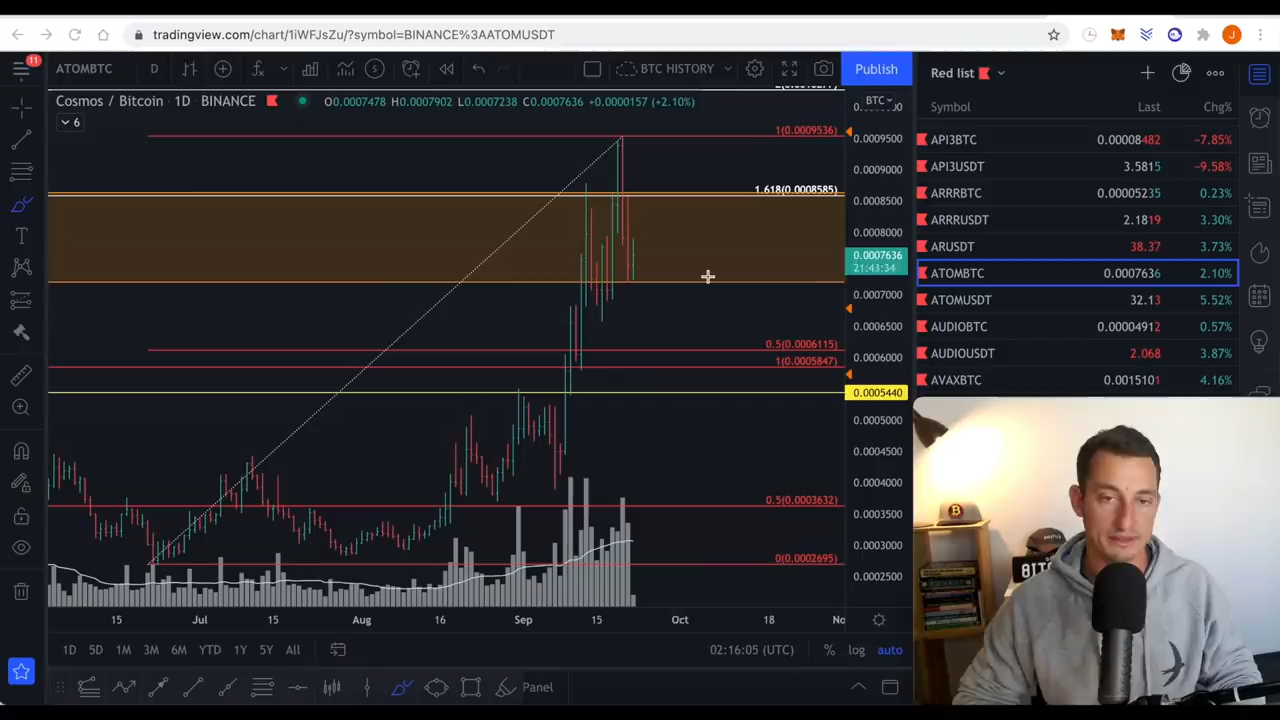 tradingview.com/chart/1iWFJsZu/?symbol=BINANCE%3AATOMUSDT
J
11
ATOMBTC
D
BTC HISTORY
Publish
Red list
Cosmos / Bitcoin • 1D BINANCE
O0.0007478 H0.0007902 L0.0007238 C0.0007636 +0.0000157 (+2.10%)
6
BTC
Symbol Last Chg%
API3BTC 0.00008482 −7.85%
API3USDT 3.5815 −9.58%
ARRRBTC 0.00005235 0.23%
ARRRUSDT 2.1819 3.30%
ARUSDT 38.37 3.73%
ATOMBTC 0.0007636 2.10%
ATOMUSDT 32.13 5.52%
AUDIOBTC 0.00004912 0.57%
AUDIOUSDT 2.068 3.87%
AVAXBTC 0.0015101 4.16%
1(0.0009536)
1.618(0.0008585)
0.5(0.0006115)
1(0.0005847)
0.5(0.0003632)
0(0.0002695)
0.0009500
0.0009000
0.0008500
0.0008000
0.0007636
21:43:34
0.0007000
0.0006500
0.0006000
0.0005440
0.0005000
0.0004500
0.0004000
0.0003500
0.0003000
0.0002500
15 Jul 15 Aug 16 Sep 15 Oct 18 No
1D 5D 1M 3M 6M YTD 1Y 5Y All
02:16:05 (UTC)
% log auto
Panel
B